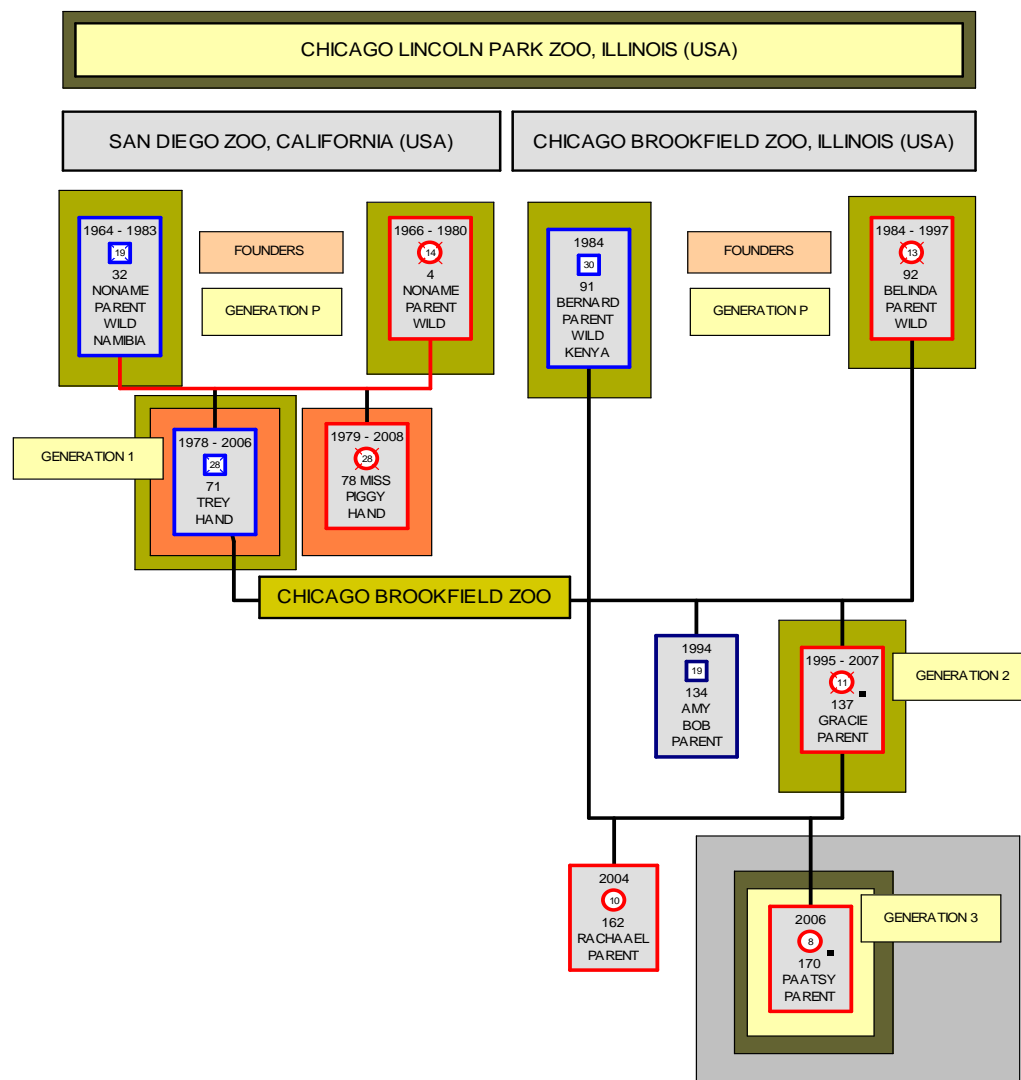 CHICAGO LINCOLN PARK ZOO, ILLINOIS (USA)
SAN DIEGO ZOO, CALIFORNIA (USA)
CHICAGO BROOKFIELD ZOO, ILLINOIS (USA)
1964 - 1983
19
32
NONAME
PARENT
WILD
NAMIBIA
FOUNDERS
GENERATION P
1966 - 1980
14
4
NONAME
PARENT
WILD
1984
30
91
BERNARD
PARENT
WILD
KENYA
FOUNDERS
GENERATION P
1984 - 1997
13
92
BELINDA
PARENT
WILD
GENERATION 1
1978 - 2006
28
71
TREY
HAND
1979 - 2008
28
78 MISS
PIGGY
HAND
CHICAGO BROOKFIELD ZOO
1994
19
134
AMY
BOB
PARENT
1995 - 2007
11
137
GRACIE
PARENT
GENERATION 2
2004
10
162
RACHAAEL
PARENT
2006
8
170
PAATSY
PARENT
GENERATION 3